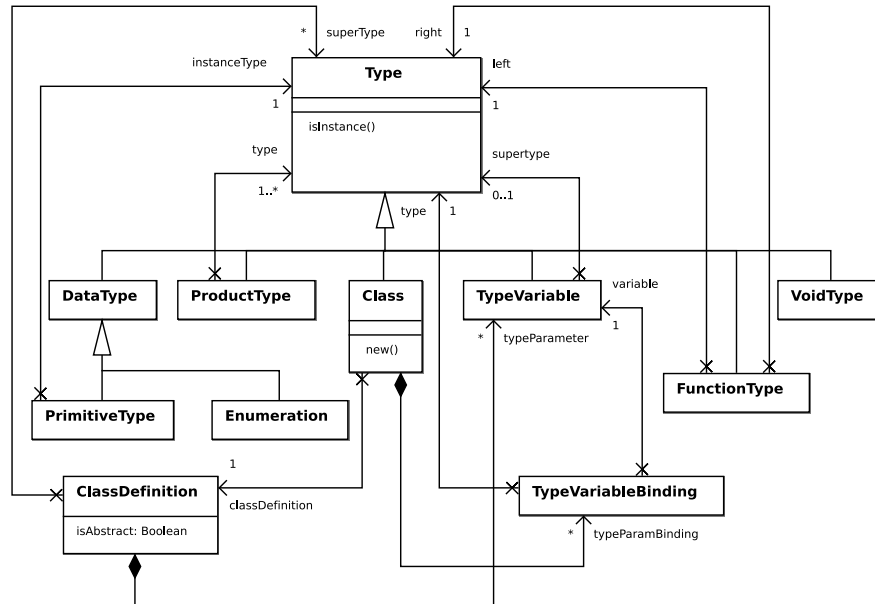 * superType right 1
instanceType Type left
1 1
isInstance()
type supertype
1..* 0..1
type 1
DataType ProductType Class TypeVariable variable VoidType
1
new() * typeParameter
PrimitiveType Enumeration FunctionType
1
ClassDefinition TypeVariableBinding
classDefinition
isAbstract: Boolean * typeParamBinding